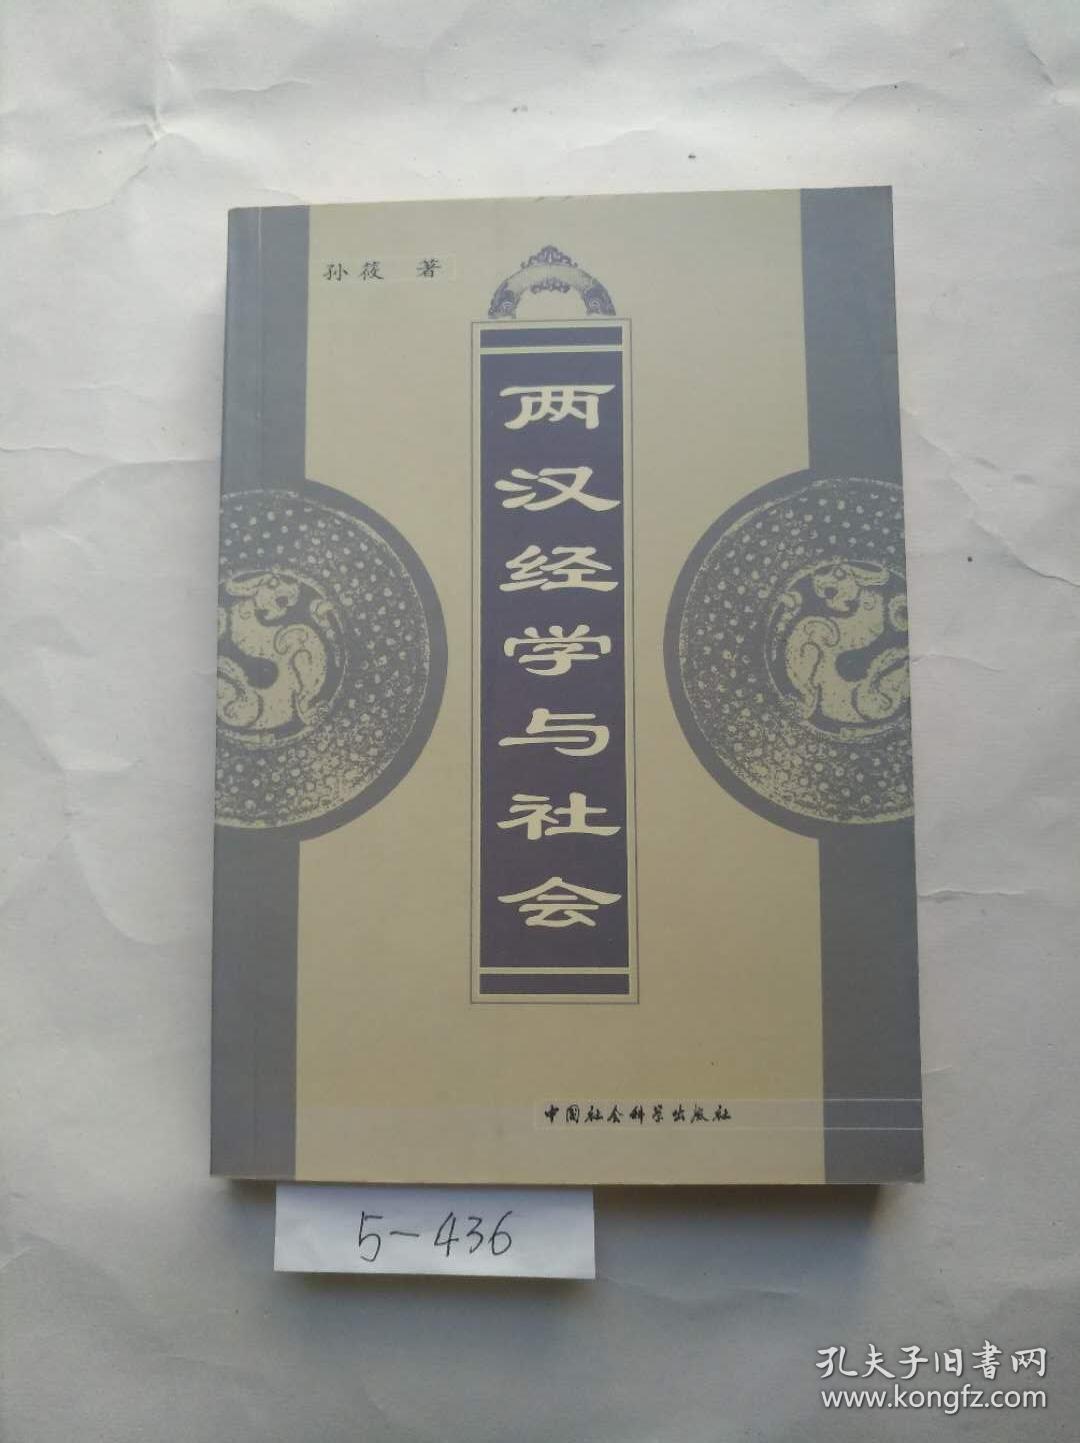 孙筱 著
两汉经学与社会
中国社会科学出版社
5-436
孔夫子旧書网
www.kongfz.com